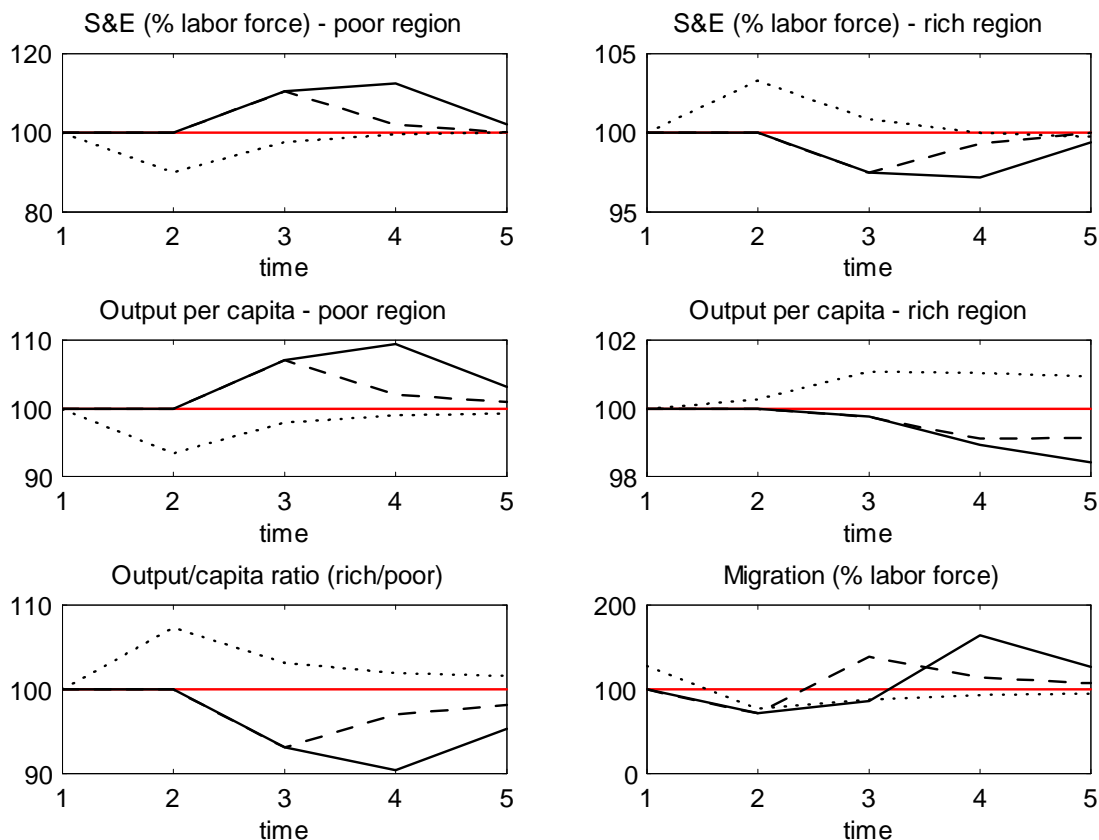 S&E (% labor force) - poor region
120
100
80
1 2 3 4 5
time
S&E (% labor force) - rich region
105
100
95
1 2 3 4 5
time
Output per capita - poor region
110
100
90
1 2 3 4 5
time
Output per capita - rich region
102
100
98
1 2 3 4 5
time
Output/capita ratio (rich/poor)
110
100
90
1 2 3 4 5
time
Migration (% labor force)
200
100
0
1 2 3 4 5
time